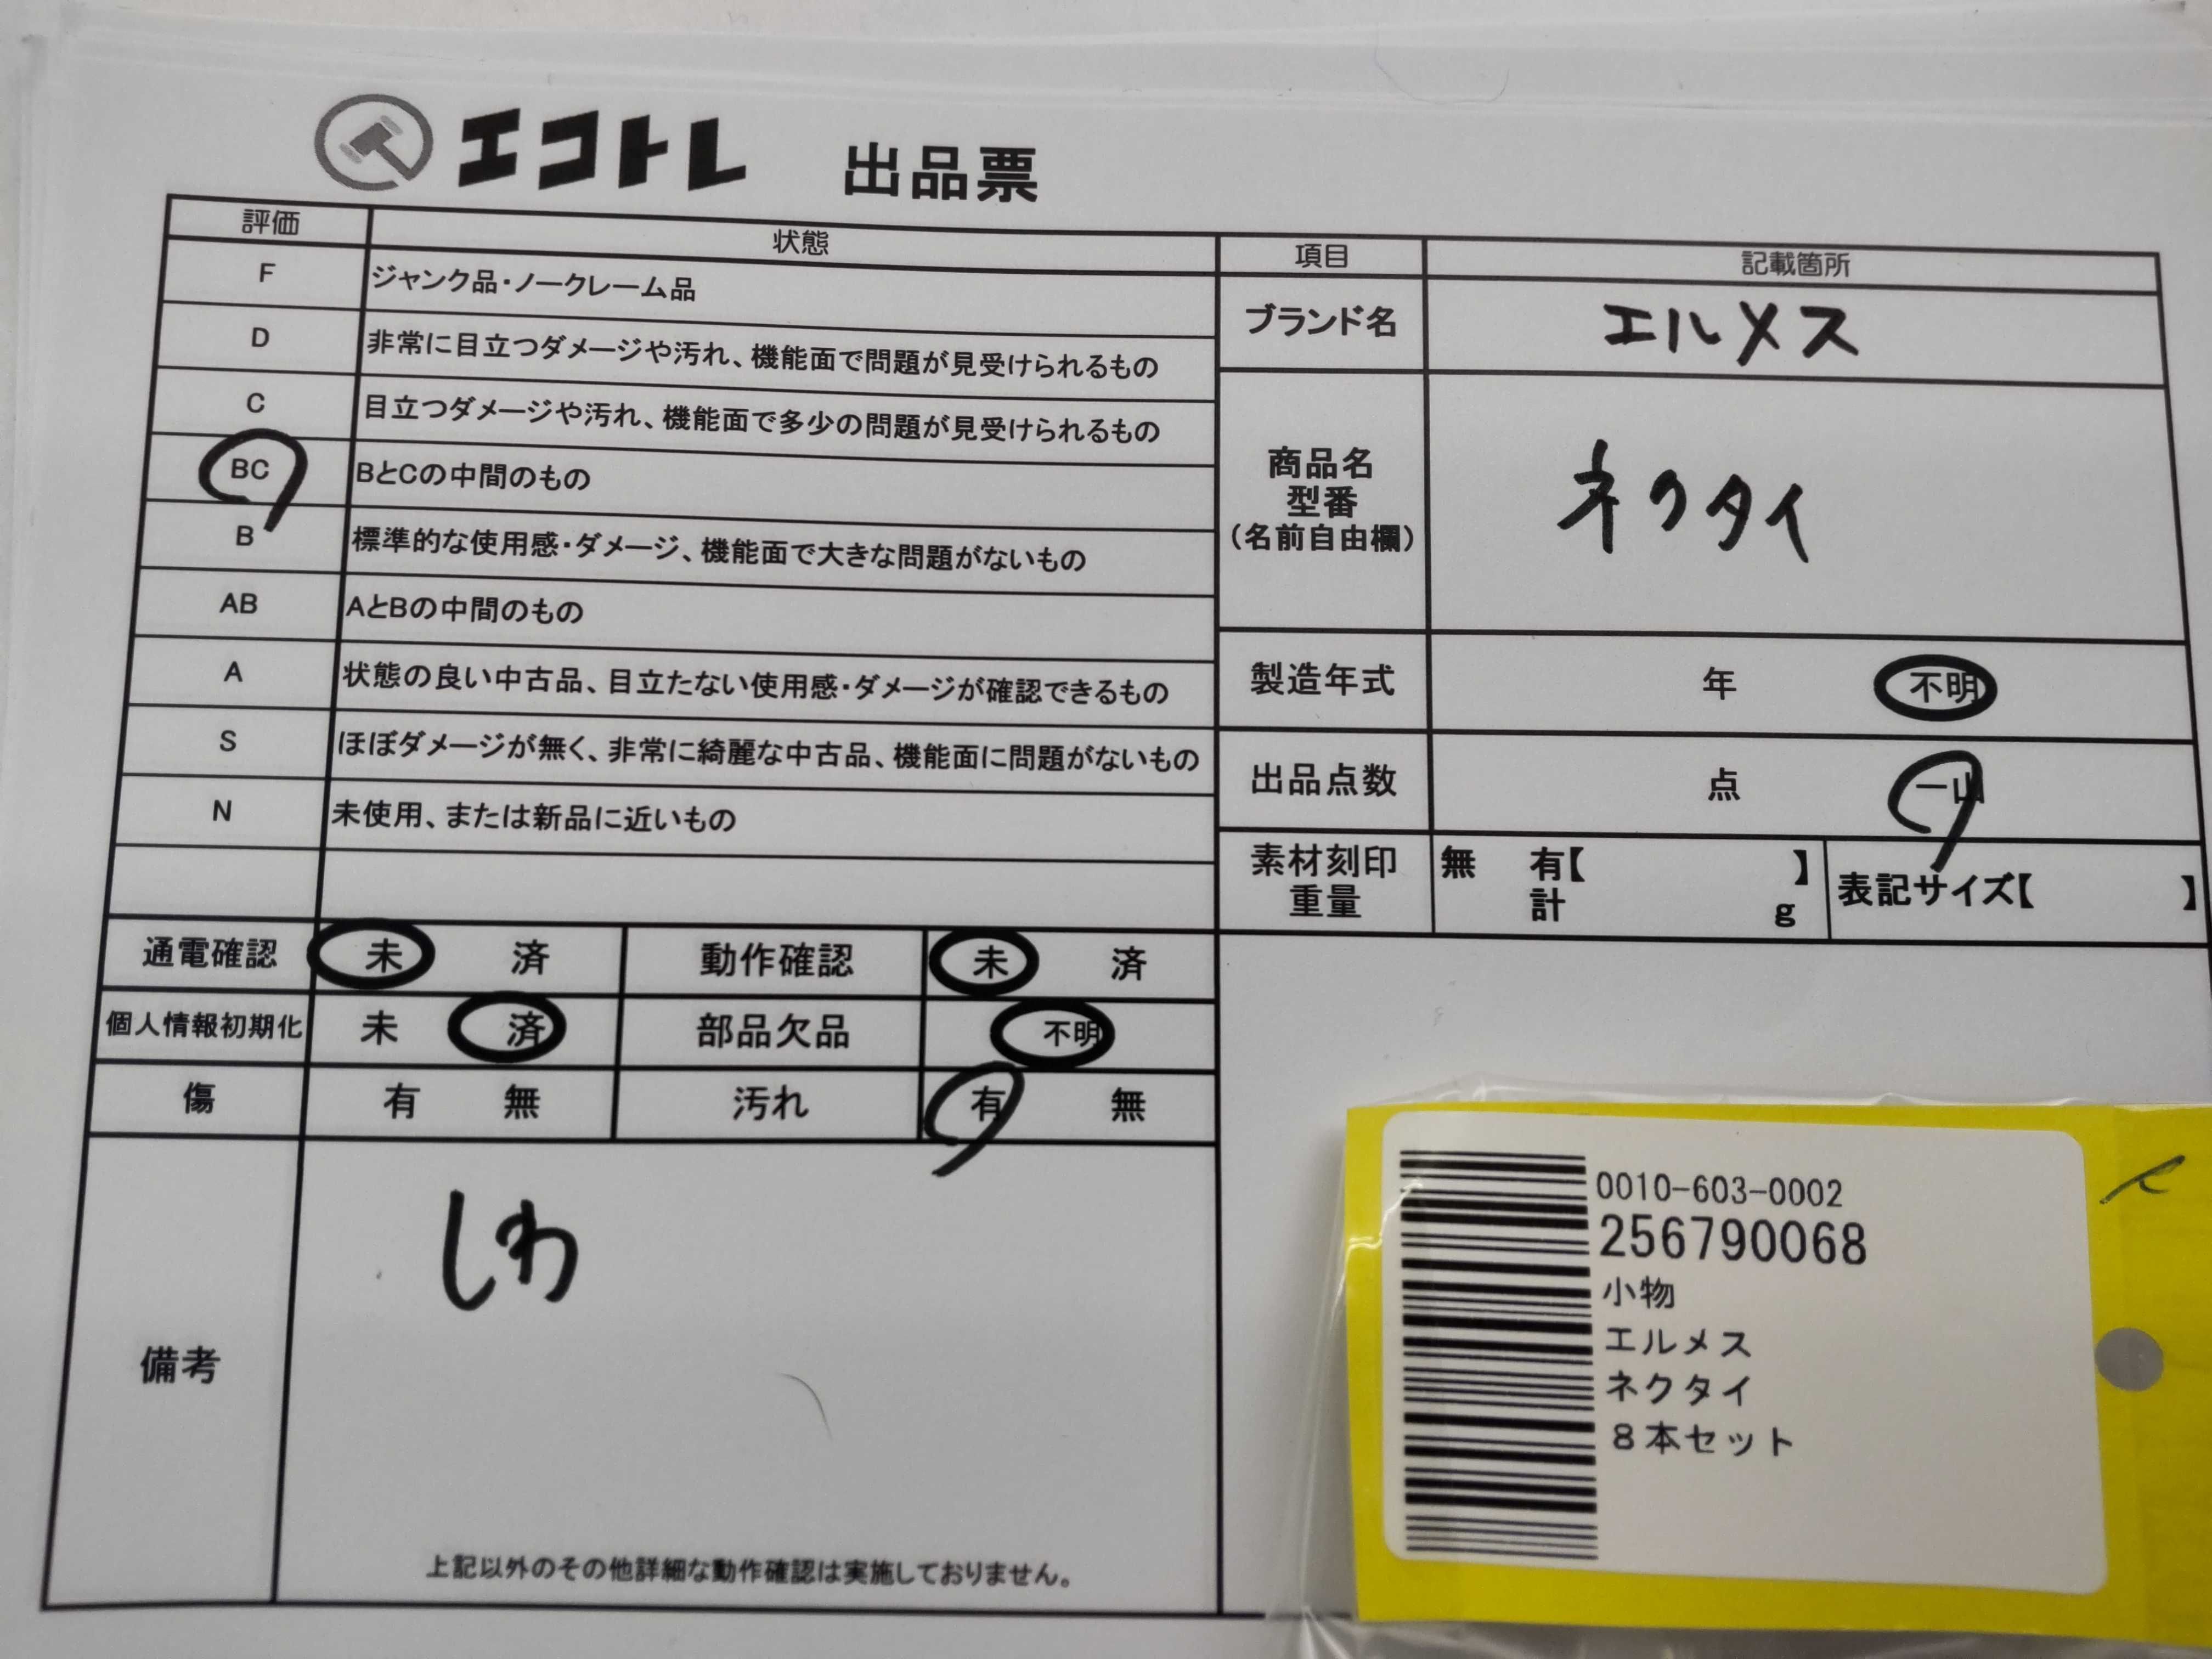 エコトレ 出品票
評価 状態
F ジャンク品・ノークレーム品
D 非常に目立つダメージや汚れ、機能面で問題が見受けられるもの
C 目立つダメージや汚れ、機能面で多少の問題が見受けられるもの
BC BとCの中間のもの
B 標準的な使用感・ダメージ、機能面で大きな問題がないもの
AB AとBの中間のもの
A 状態の良い中古品、目立たない使用感・ダメージが確認できるもの
S ほぼダメージが無く、非常に綺麗な中古品、機能面に問題がないもの
N 未使用、または新品に近いもの
項目 記載箇所
ブランド名 エルメス
商品名
型番
(名前自由欄)
ネクタイ
製造年式 年 不明
出品点数 点 一山
素材刻印 無 有【 】
重量 計 g
表記サイズ【 】
通電確認 未 済 動作確認 未 済
個人情報初期化 未 済 部品欠品 不明
傷 有 無 汚れ 有 無
備考
しわ
上記以外のその他詳細な動作確認は実施しておりません。
0010-603-0002
256790068
小物
エルメス
ネクタイ
８本セット